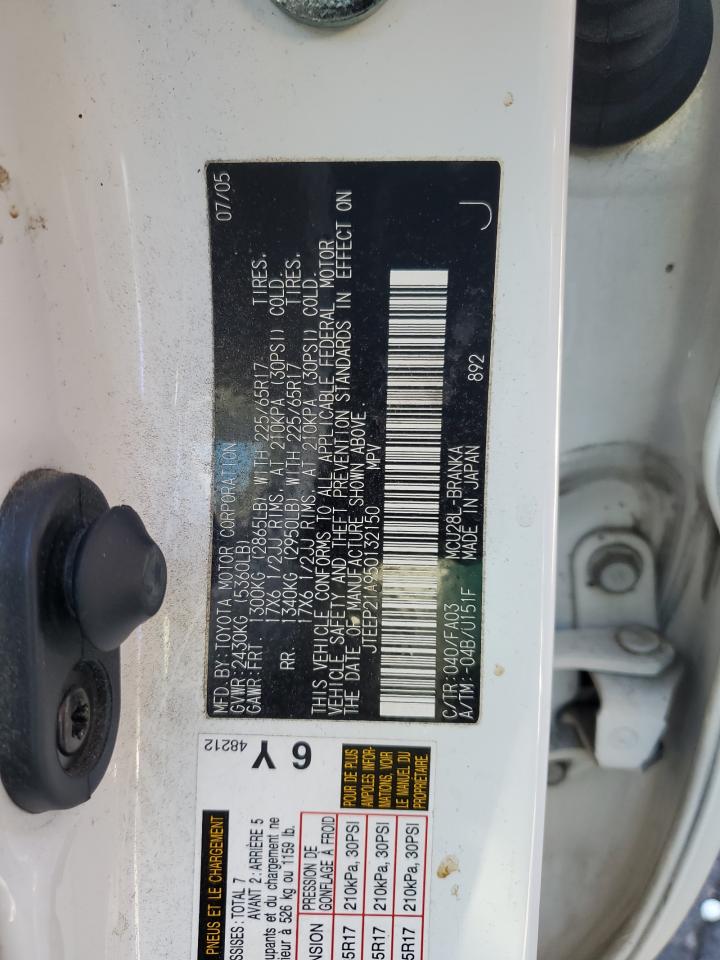 MFD.BY:TOYOTA MOTOR CORPORATION 07/05
GVWR:2430KG (5360LB)
GAWR:FRT. 1300KG (2865LB) WITH 225/65R17 TIRES.
17X6 1/2JJ RIMS, AT 210KPA (30PSI) COLD.
RR. 1340KG (2950LB) WITH 225/65R17 TIRES.
17X6 1/2JJ RIMS, AT 210KPA (30PSI) COLD.
THIS VEHICLE CONFORMS TO ALL APPLICABLE FEDERAL MOTOR
VEHICLE SAFETY AND THEFT PREVENTION STANDARDS IN EFFECT ON
THE DATE OF MANUFACTURE SHOWN ABOVE.
JTEEP21A950132150 MPV
C/TR:040/FA03 MCU28L-BRANKA 892
A/TM:-04B/U151F MADE IN JAPAN J
PNEUS ET LE CHARGEMENT
48212
6 Y
SSISES: TOTAL 7
AVANT 2: ARRIÈRE 5
upants et du chargement ne
ieur à 526 kg ou 1159 lb.
NSION
PRESSION DE
GONFLAGE À FROID
5R17 210kPa, 30PSI
5R17 210kPa, 30PSI
5R17 210kPa, 30PSI
POUR DE PLUS
AMPLES INFOR-
MATIONS, VOIR
LE MANUEL DU
PROPRIÉTAIRE